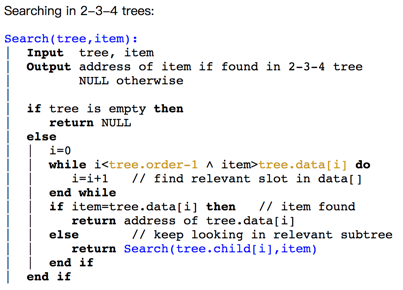 Searching in 2–3–4 trees:
Search(tree,item):
Input tree, item
Output address of item if found in 2-3-4 tree
NULL otherwise
if tree is empty then
return NULL
else
i=0
while i<tree.order-1 ∧ item>tree.data[i] do
i=i+1 // find relevant slot in data[]
end while
if item=tree.data[i] then // item found
return address of tree.data[i]
else // keep looking in relevant subtree
return Search(tree.child[i],item)
end if
end if